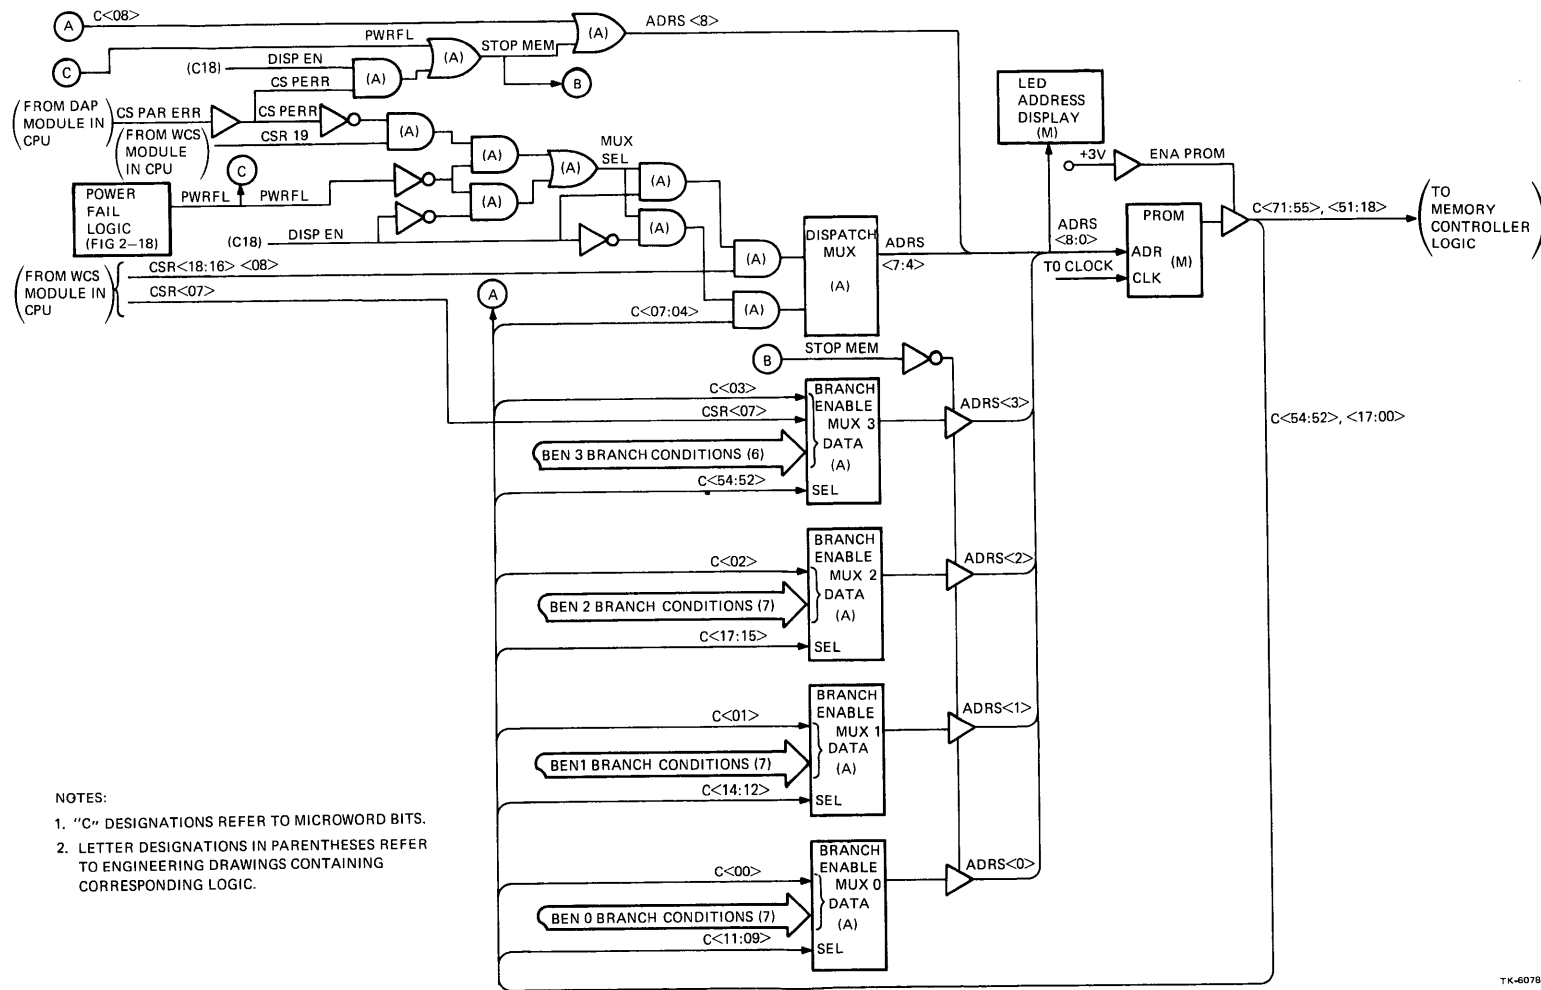 A
C<08>
ADRS <8>
(A)
PWRFL
STOP MEM
(A)
C
DISP EN
(C18)
(A)
CS PERR
B
(FROM DAP
MODULE IN
CPU)
CS PAR ERR
CS PERR
(FROM WCS
MODULE
IN CPU)
CSR 19
(A)
(A)
(A)
(A)
MUX
SEL
(A)
(A)
C
POWER
FAIL
LOGIC
(FIG 2-18)
PWRFL
PWRFL
(C18)
DISP EN
(FROM WCS
MODULE IN
CPU)
CSR<18:16> <08>
CSR<07>
(A)
(A)
C<07:04>
DISPATCH
MUX
(A)
ADRS
<7:4>
LED
ADDRESS
DISPLAY
(M)
+3V
ENA PROM
ADRS
<8:0>
T0 CLOCK
PROM
ADR
(M)
CLK
C<71:55>, <51:18>
(TO
MEMORY
CONTROLLER
LOGIC)
C<54:52>, <17:00>
A
B
STOP MEM
C<03>
CSR<07>
BEN 3 BRANCH CONDITIONS (6)
C<54:52>
BRANCH
ENABLE
MUX 3
DATA
(A)
SEL
ADRS<3>
C<02>
BEN 2 BRANCH CONDITIONS (7)
C<17:15>
BRANCH
ENABLE
MUX 2
DATA
(A)
SEL
ADRS<2>
C<01>
BEN1 BRANCH CONDITIONS (7)
C<14:12>
BRANCH
ENABLE
MUX 1
DATA
(A)
SEL
ADRS<1>
C<00>
BEN 0 BRANCH CONDITIONS (7)
C<11:09>
BRANCH
ENABLE
MUX 0
DATA
(A)
SEL
ADRS<0>
NOTES:
1. "C" DESIGNATIONS REFER TO MICROWORD BITS.
2. LETTER DESIGNATIONS IN PARENTHESES REFER
TO ENGINEERING DRAWINGS CONTAINING
CORRESPONDING LOGIC.
TK-6078